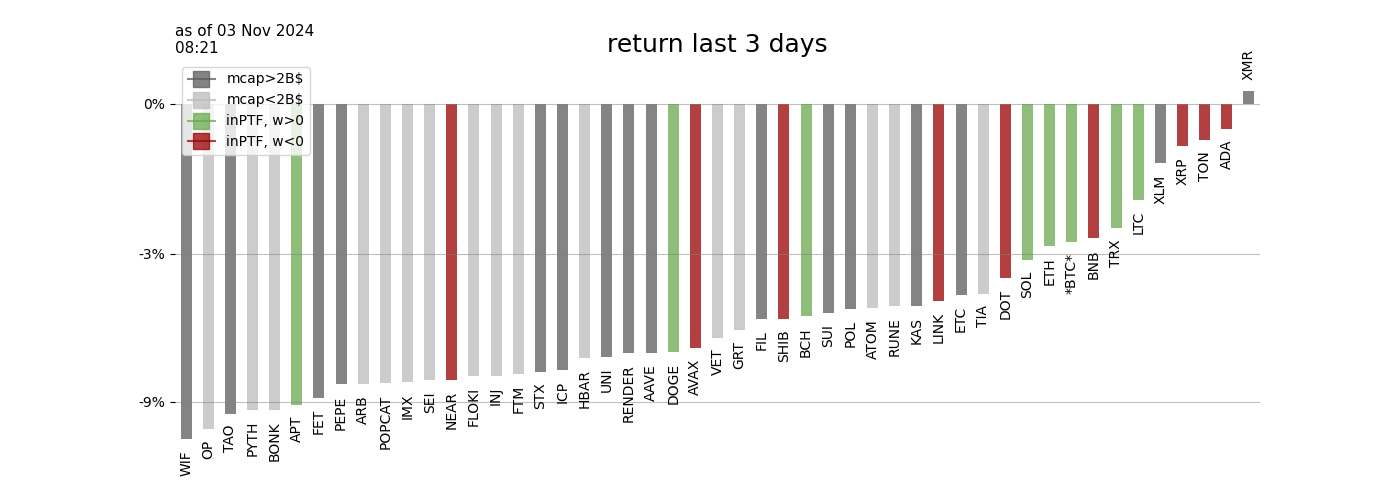 as of 03 Nov 2024
08:21
return last 3 days
mcap>2B$
mcap<2B$
inPTF, w>0
inPTF, w<0
0%
-3%
-9%
WIF
OP
TAO
PYTH
BONK
APT
FET
PEPE
ARB
POPCAT
IMX
SEI
NEAR
FLOKI
INJ
FTM
STX
ICP
HBAR
UNI
RENDER
AAVE
DOGE
AVAX
VET
GRT
FIL
SHIB
BCH
SUI
POL
ATOM
RUNE
KAS
LINK
ETC
TIA
DOT
SOL
ETH
*BTC*
BNB
TRX
LTC
XLM
XRP
TON
ADA
XMR